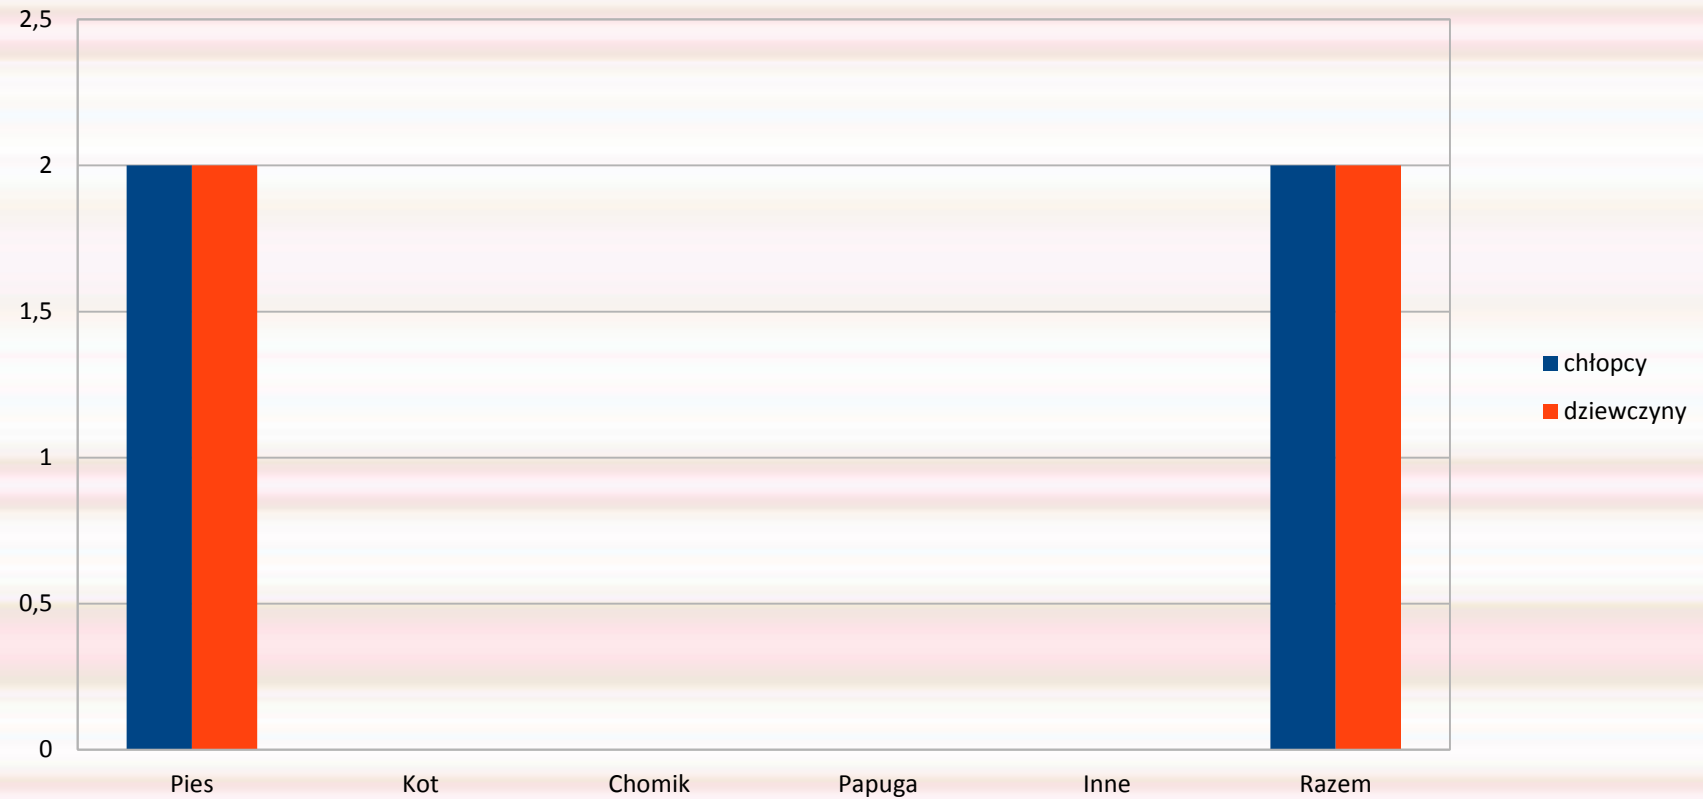 2,5
2
1,5
1
0,5
0
Pies Kot Chomik Papuga Inne Razem
chłopcy
dziewczyny